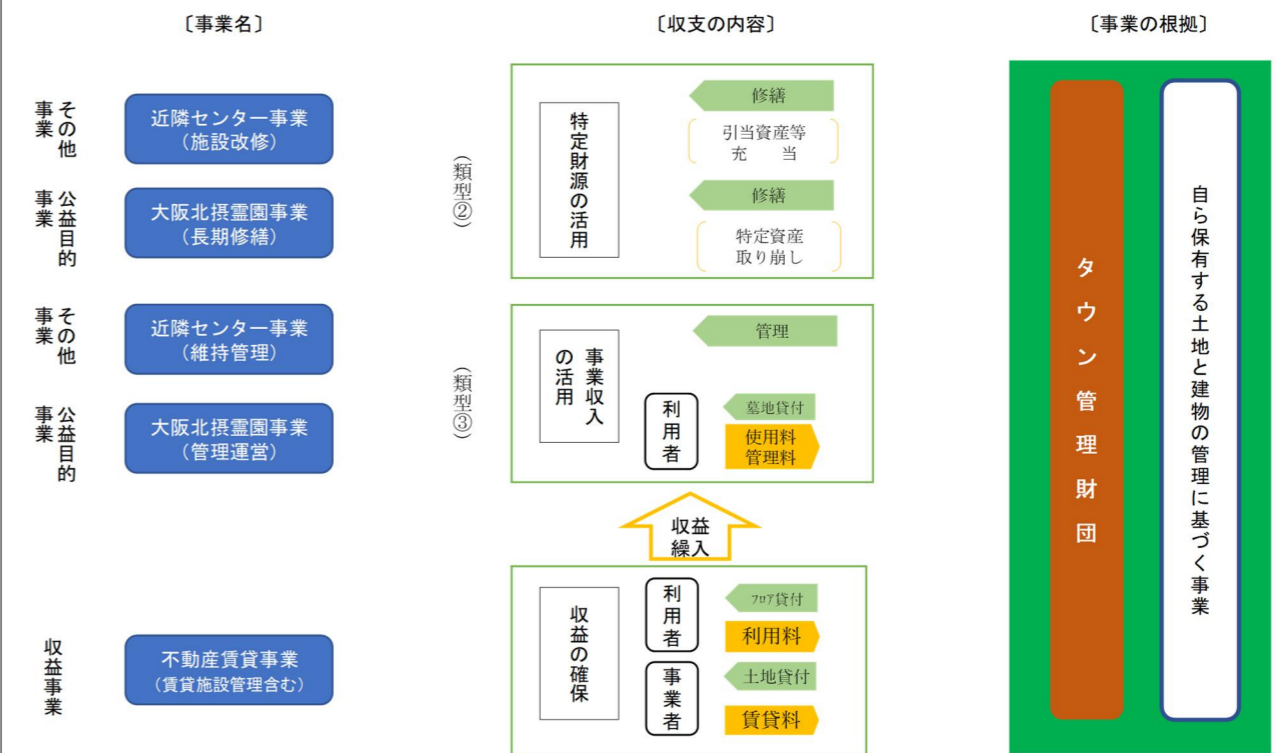 〔事業名〕
〔収支の内容〕
〔事業の根拠〕
その他
事業
近隣センター事業
（施設改修）
公益目的
事業
大阪北摂霊園事業
（長期修繕）
（類型②）
特定財源の活用
修繕
引当資産等
充　当
修繕
特定資産
取り崩し
その他
事業
近隣センター事業
（維持管理）
公益目的
事業
大阪北摂霊園事業
（管理運営）
（類型③）
事業収入
の活用
管理
利用者
墓地貸付
使用料
管理料
収益
繰入
収益事業
不動産賃貸事業
（賃貸施設管理含む）
収益の確保
利用者
ﾌﾛｱ貸付
利用料
事業者
土地貸付
賃貸料
タウン管理財団
自ら保有する土地と建物の管理に基づく事業